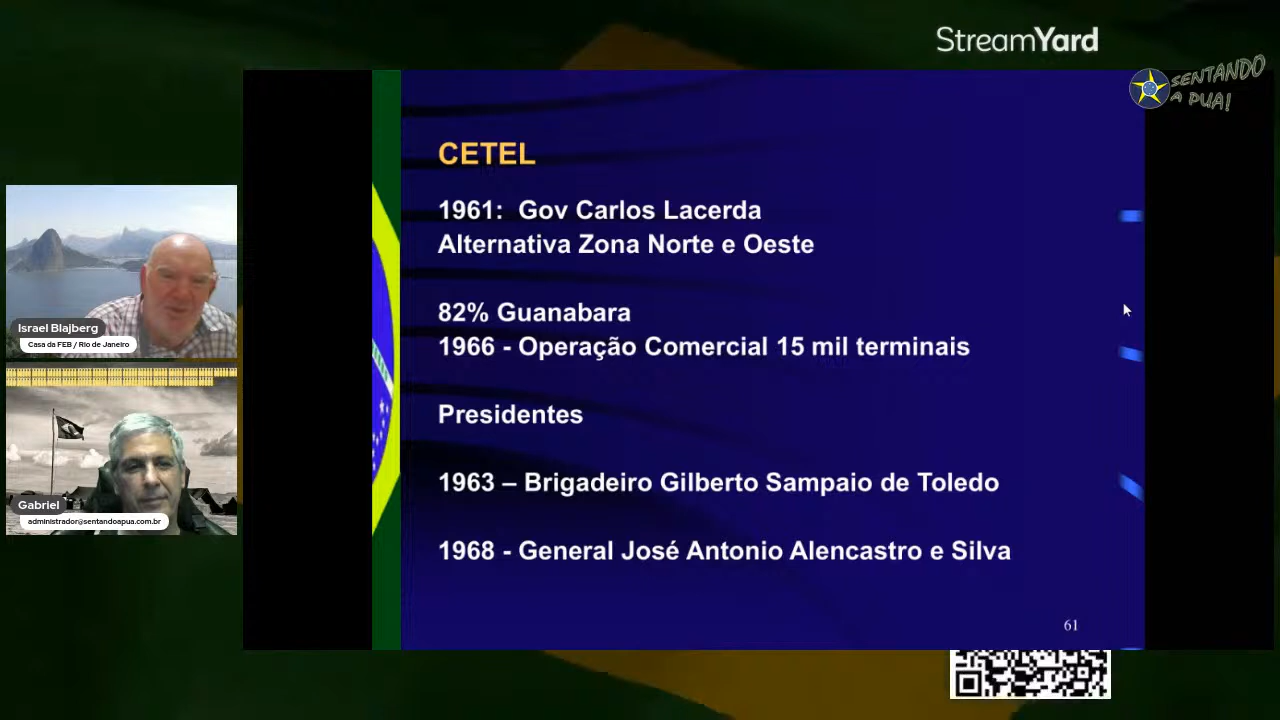 StreamYard
SENTANDO
A PUA!
CETEL
1961: Gov Carlos Lacerda
Alternativa Zona Norte e Oeste
82% Guanabara
1966 - Operação Comercial 15 mil terminais
Presidentes
1963 – Brigadeiro Gilberto Sampaio de Toledo
1968 - General José Antonio Alencastro e Silva
61
Israel Blajberg
Casa da FEB / Rio de Janeiro
Gabriel
administrador@sentandoapua.com.br